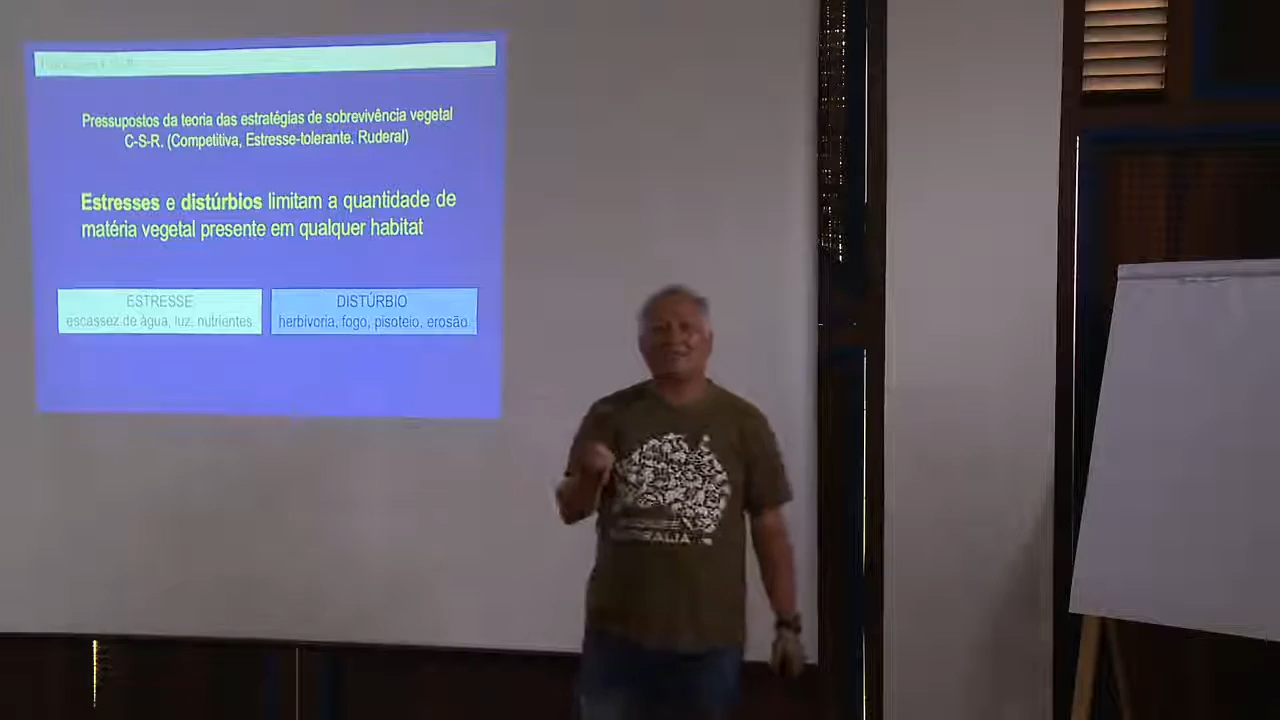 Pressupostos da teoria das estratégias de sobrevivência vegetal
C-S-R. (Competitiva, Estresse-tolerante, Ruderal)
Estresses e distúrbios limitam a quantidade de
matéria vegetal presente em qualquer habitat
ESTRESSE
escassez de água, luz, nutrientes
DISTÚRBIO
herbivoria, fogo, pisoteio, erosão